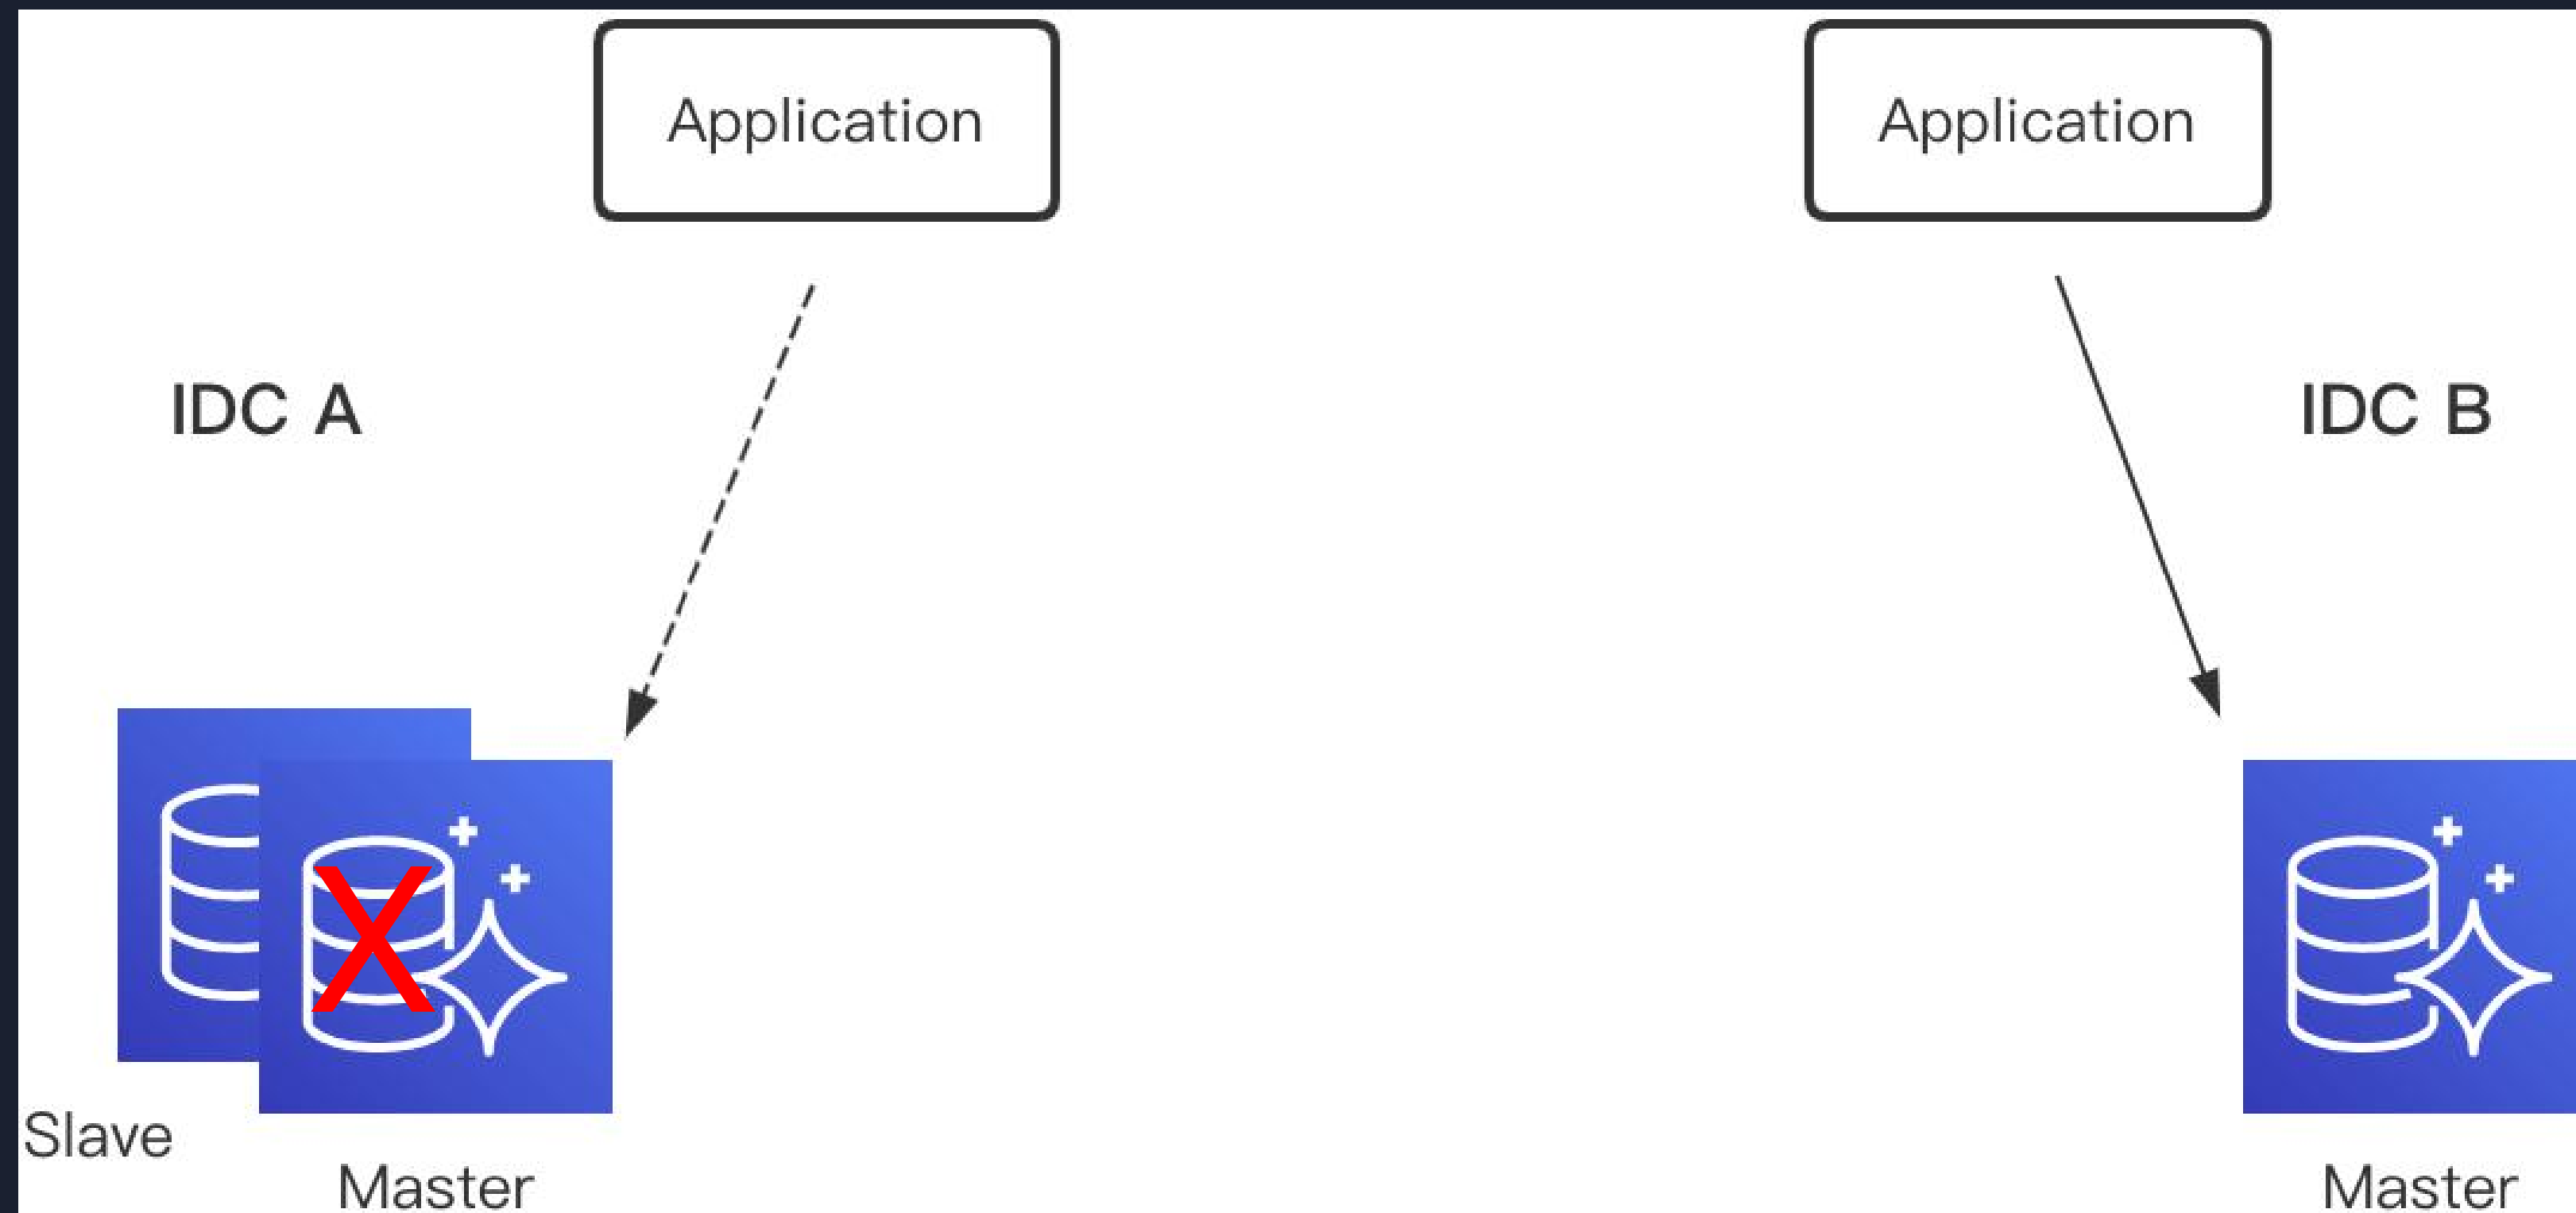 Application
Application
IDC A
IDC B
X
Slave
Master
Master